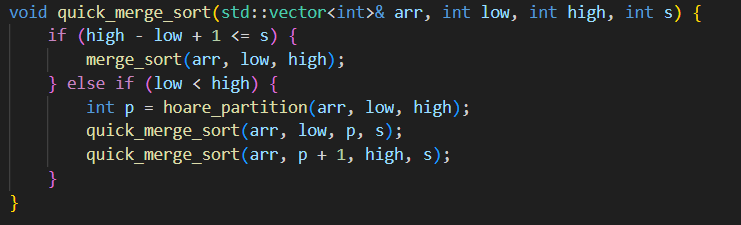 void quick_merge_sort(std::vector<int>& arr, int low, int high, int s) {
    if (high - low + 1 <= s) {
        merge_sort(arr, low, high);
    } else if (low < high) {
        int p = hoare_partition(arr, low, high);
        quick_merge_sort(arr, low, p, s);
        quick_merge_sort(arr, p + 1, high, s);
    }
}